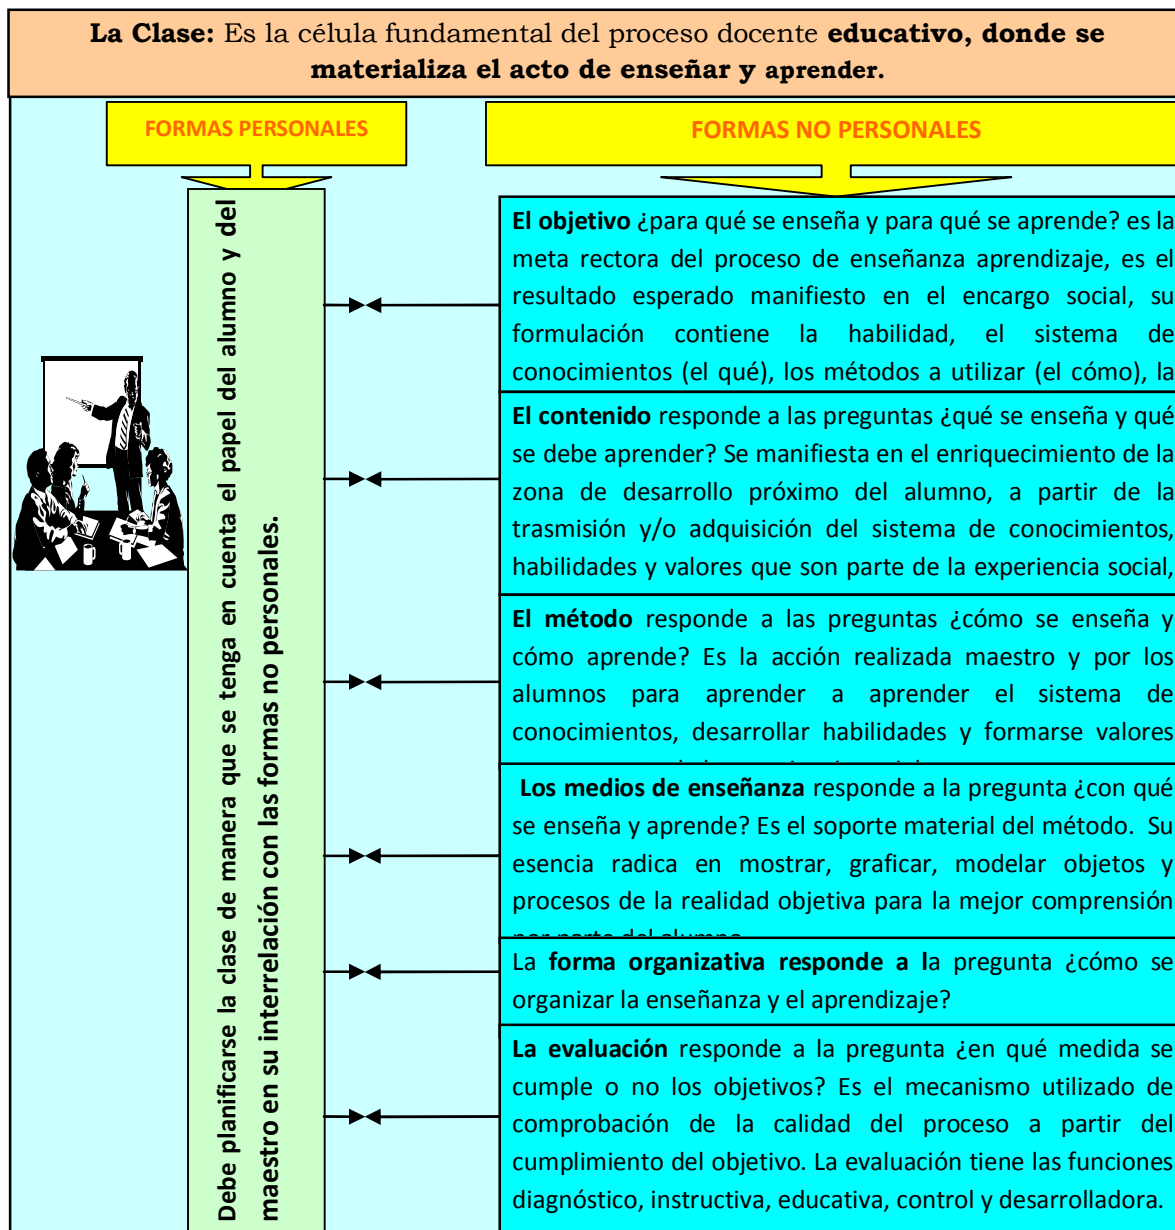 La Clase: Es la célula fundamental del proceso docente educativo, donde se
materializa el acto de enseñar y aprender.
FORMAS PERSONALES
FORMAS NO PERSONALES
Debe planificarse la clase de manera que se tenga en cuenta el papel del alumno y del
maestro en su interrelación con las formas no personales.
El objetivo ¿para qué se enseña y para qué se aprende? es la
meta rectora del proceso de enseñanza aprendizaje, es el
resultado esperado manifiesto en el encargo social, su
formulación contiene la habilidad, el sistema de
conocimientos (el qué), los métodos a utilizar (el cómo), la
El contenido responde a las preguntas ¿qué se enseña y qué
se debe aprender? Se manifiesta en el enriquecimiento de la
zona de desarrollo próximo del alumno, a partir de la
trasmisión y/o adquisición del sistema de conocimientos,
habilidades y valores que son parte de la experiencia social,
El método responde a las preguntas ¿cómo se enseña y
cómo aprende? Es la acción realizada maestro y por los
alumnos para aprender a aprender el sistema de
conocimientos, desarrollar habilidades y formarse valores
Los medios de enseñanza responde a la pregunta ¿con qué
se enseña y aprende? Es el soporte material del método. Su
esencia radica en mostrar, graficar, modelar objetos y
procesos de la realidad objetiva para la mejor comprensión
por parte del alumno
La forma organizativa responde a la pregunta ¿cómo se
organizar la enseñanza y el aprendizaje?
La evaluación responde a la pregunta ¿en qué medida se
cumple o no los objetivos? Es el mecanismo utilizado de
comprobación de la calidad del proceso a partir del
cumplimiento del objetivo. La evaluación tiene las funciones
diagnóstico, instructiva, educativa, control y desarrolladora.